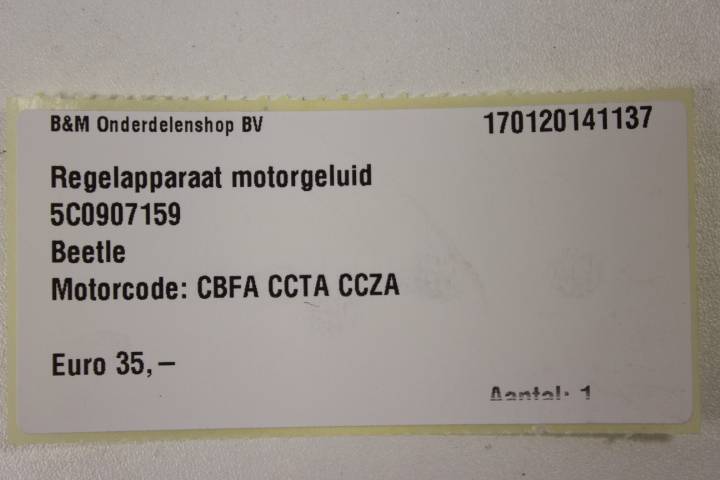 B&M Onderdelenshop BV
170120141137
Regelapparaat motorgeluid
5C0907159
Beetle
Motorcode: CBFA CCTA CCZA
Euro 35,–
Aantal: 1